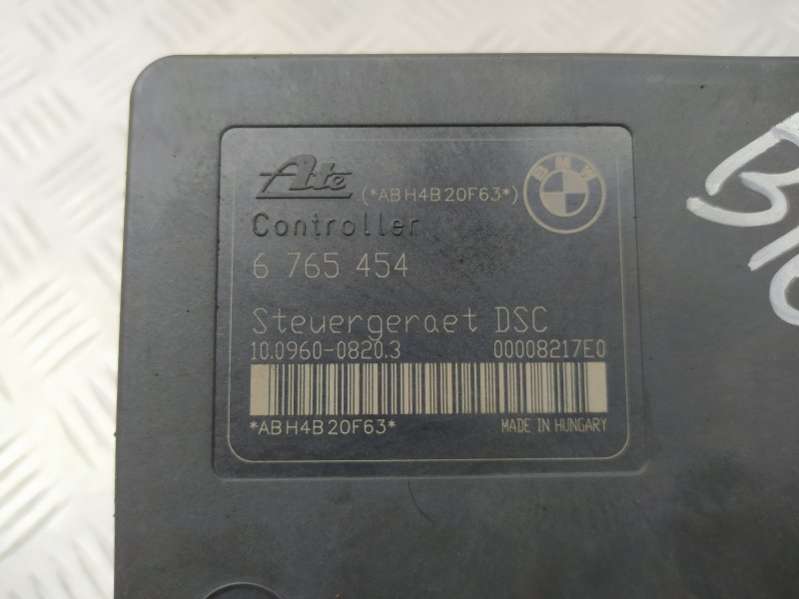 Ate (*ABH4B20F63*) BMW
Controller
6 765 454
Steuergeraet DSC
10.0960-0820.3 00008217E0
*ABH4B20F63*
MADE IN HUNGARY